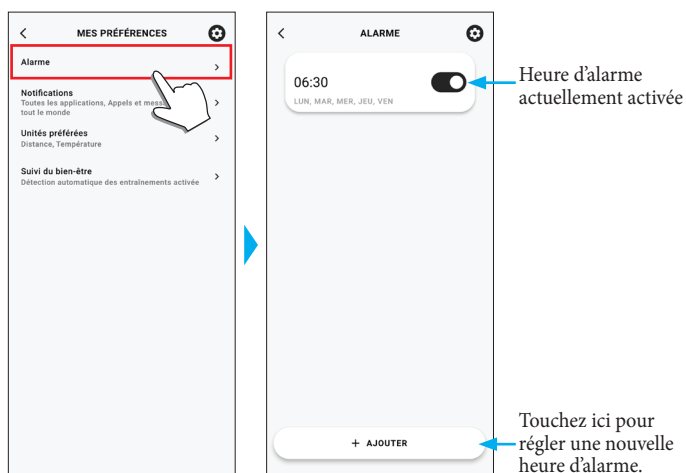 MES PRÉFÉRENCES
Alarme
Notifications
Toutes les applications, Appels et
tout le monde
Unités préférées
Distance, Température
Suivi du bien-être
Détection automatique des entraînements activée
ALARME
06:30
LUN, MAR, MER, JEU, VEN
+ AJOUTER
Heure d’alarme
actuellement activée
Touchez ici pour
régler une nouvelle
heure d’alarme.